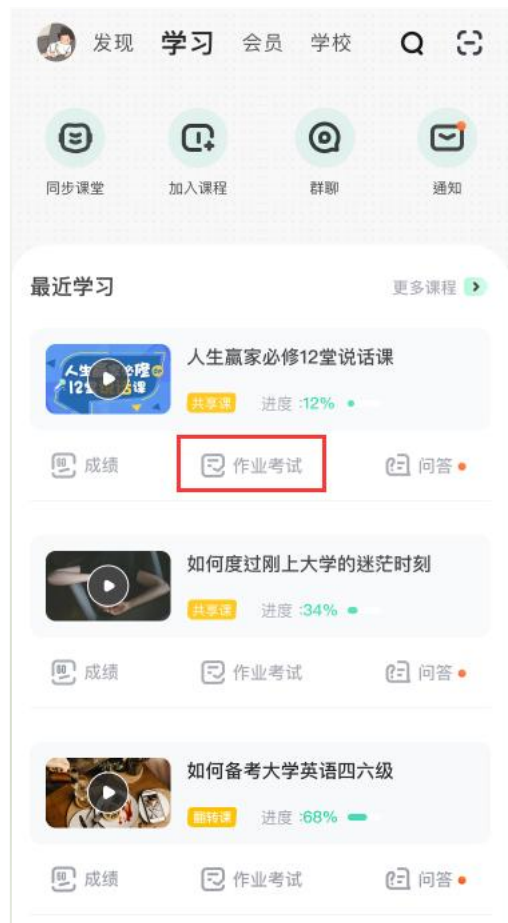 发现 学习 会员 学校
同步课堂 加入课程 群聊 通知
最近学习 更多课程
人生赢家必修12堂说话课
共享课 进度 :12%
成绩 作业考试 问答
如何度过刚上大学的迷茫时刻
共享课 进度 :34%
成绩 作业考试 问答
如何备考大学英语四六级
翻转课 进度 :68%
成绩 作业考试 问答